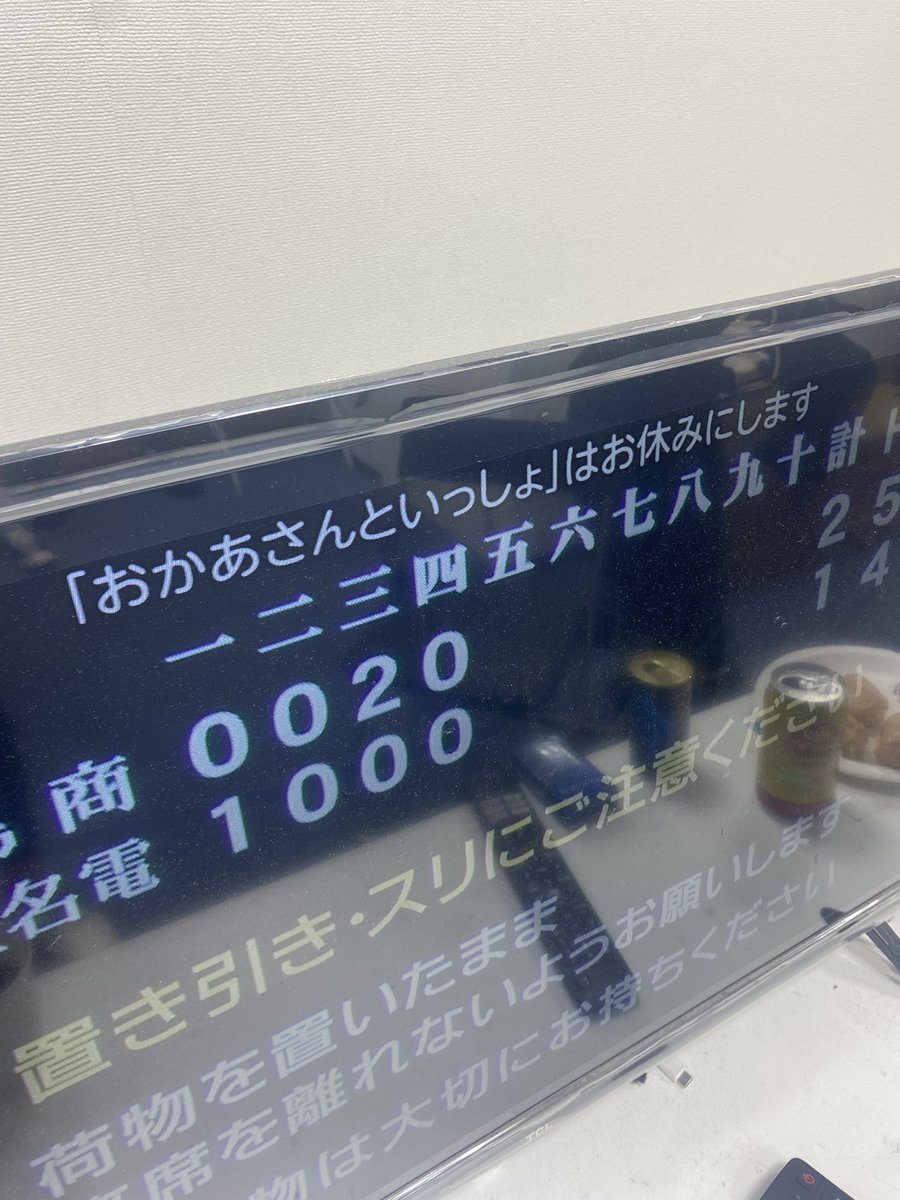 「おかあさんといっしょ」はお休みにします
一二三四五六七八九十計
商 0020 25
名電 1000 14
置き引き・スリにご注意ください
荷物を置いたまま
席を離れないようお願いします
物は大切にお持ちください
TCL